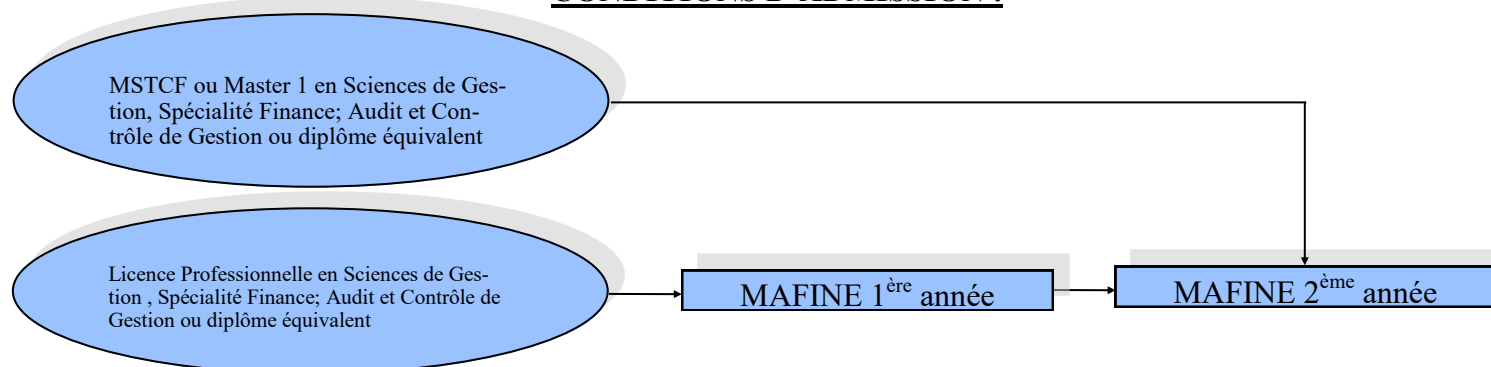 CONDITIONS D'ADMISSION :
MSTCF ou Master 1 en Sciences de Ges-
tion, Spécialité Finance; Audit et Con-
trôle de Gestion ou diplôme équivalent
Licence Professionnelle en Sciences de Ges-
tion , Spécialité Finance; Audit et Contrôle de
Gestion ou diplôme équivalent
MAFINE 1ère année
MAFINE 2ème année